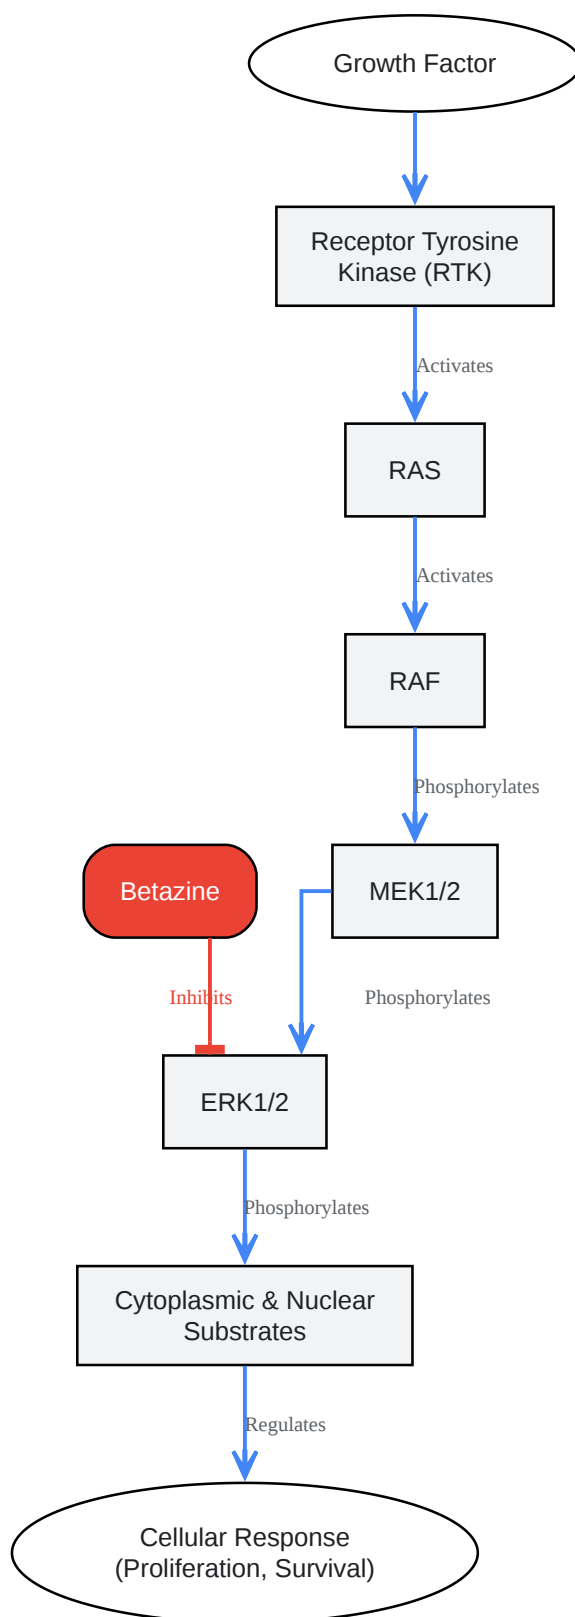 Growth Factor
Receptor Tyrosine
Kinase (RTK)
Activates
RAS
Activates
RAF
Phosphorylates
Betazine
MEK1/2
Inhibits
Phosphorylates
ERK1/2
Phosphorylates
Cytoplasmic & Nuclear
Substrates
Regulates
Cellular Response
(Proliferation, Survival)